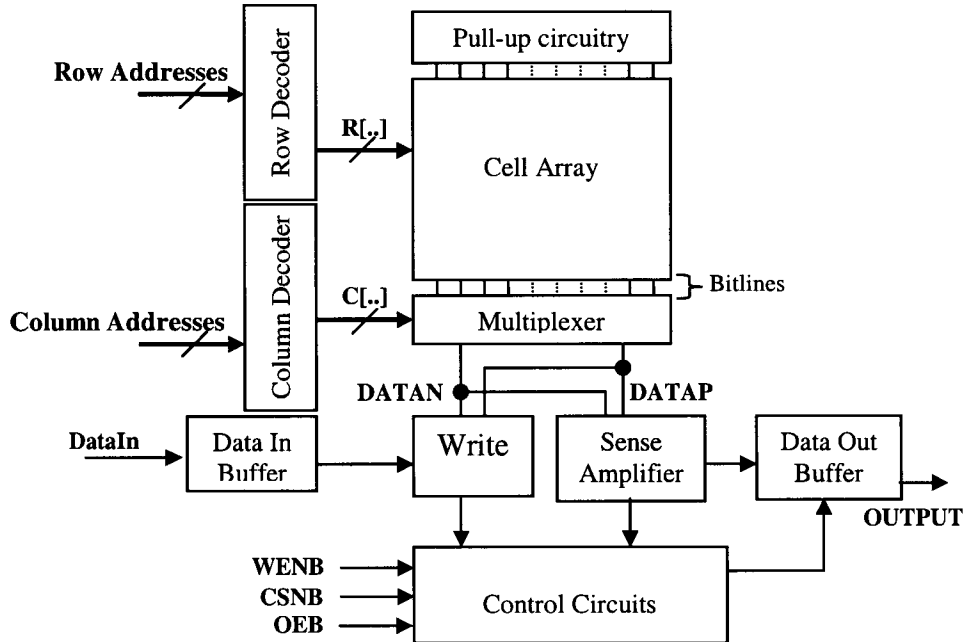 Pull-up circuitry
Row Addresses
Row Decoder
R[..]
Cell Array
Bitlines
Column Decoder
C[..]
Column Addresses
Multiplexer
DATAN
DATAP
DataIn
Data In
Buffer
Write
Sense
Amplifier
Data Out
Buffer
OUTPUT
WENB
CSNB
OEB
Control Circuits